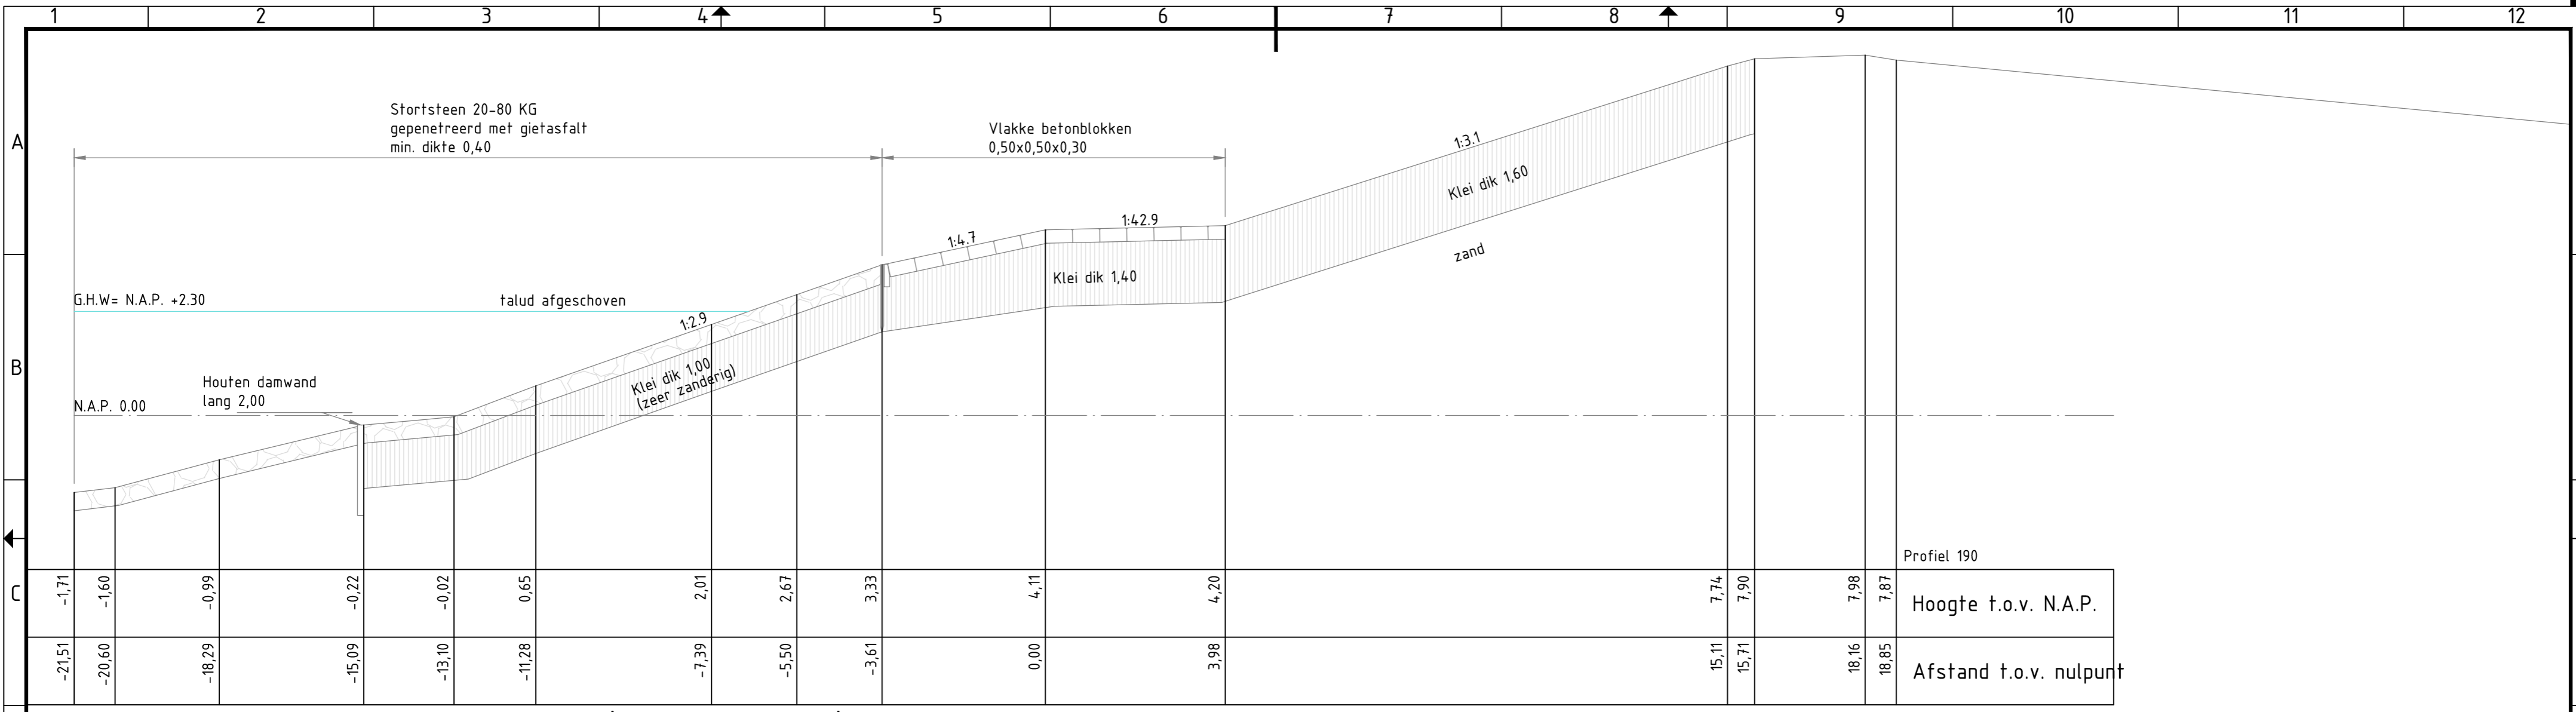 1 2 3 4 5 6 7 8 9 10 11 12
A
B
C
Stortsteen 20-80 KG
gepenetreerd met gietasfalt
min. dikte 0,40
Vlakke betonblokken
0,50x0,50x0,30
1:3.1
Klei dik 1,60
zand
1:42.9
1:4.7
Klei dik 1,40
G.H.W= N.A.P. +2.30
talud afgeschoven
1:2.9
Klei dik 1,00
(zeer zanderig)
Houten damwand
lang 2,00
N.A.P. 0.00
Profiel 190
-1,71 -1,60 -0,99 -0,22 -0,02 0,65 2,01 2,67 3,33 4,11 4,20 7,74 7,90 7,98 7,87 Hoogte t.o.v. N.A.P.
-21,51 -20,60 -18,29 -15,09 -13,10 -11,28 -7,39 -5,50 -3,61 0,00 3,98 15,11 15,71 18,16 18,85 Afstand t.o.v. nulpunt